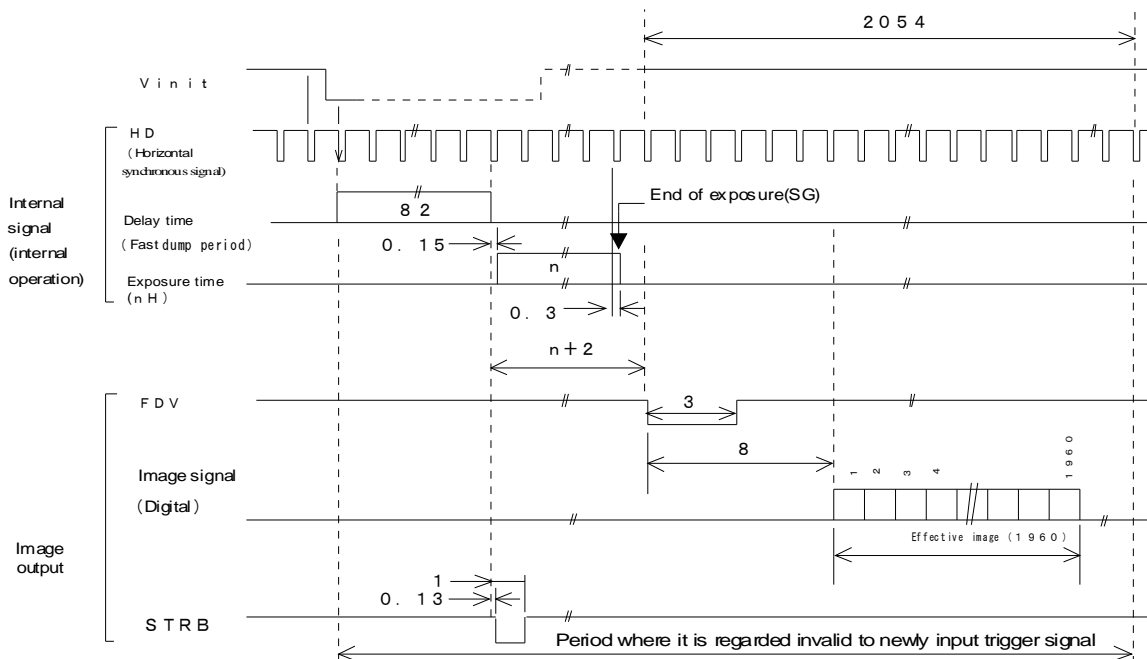 2054
Vinit
HD
(Horizontal
synchronous signal)
Internal
signal
(internal
operation)
Delay time
(Fast dump period)
82
End of exposure(SG)
0.15
n
Exposure time
(nH)
0.3
n+2
FDV
3
8
Image signal
(Digital)
1
2
3
4
1960
Effective image (1960)
Image
output
1
0.13
STRB
Period where it is regarded invalid to newly input trigger signal